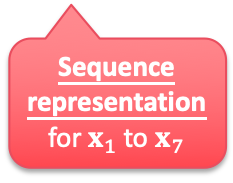 Sequence
representation
for x₁ to x₇